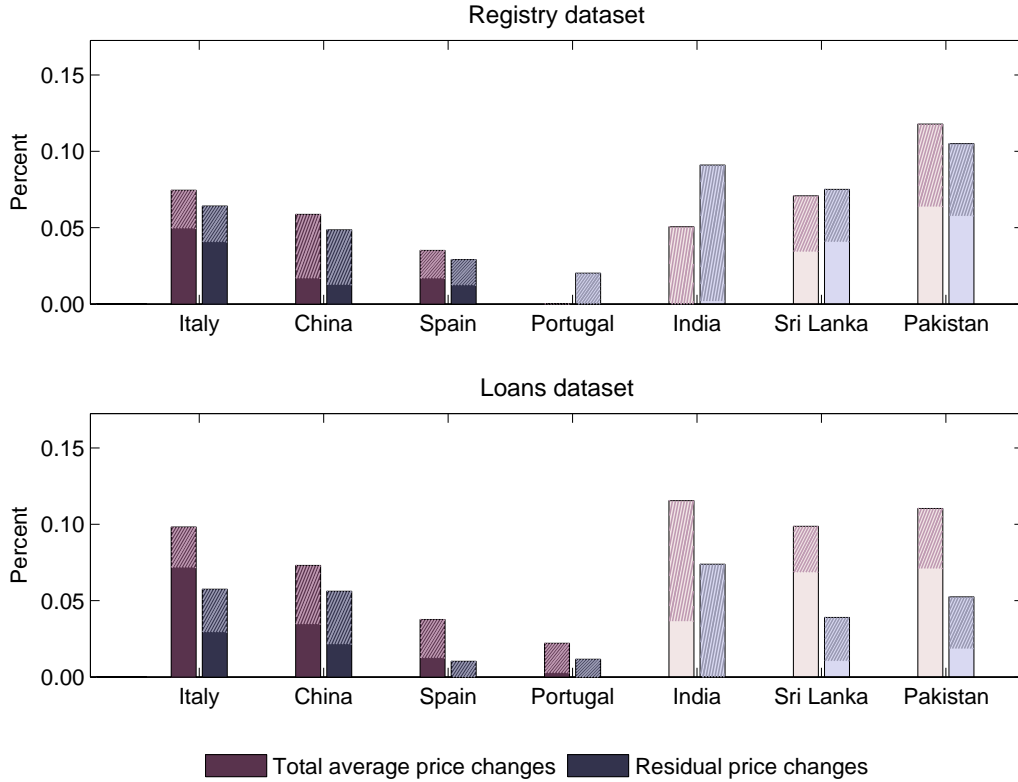 Registry dataset
Percent
0.15
0.10
0.05
0.00
Italy China Spain Portugal India Sri Lanka Pakistan
Loans dataset
Percent
0.15
0.10
0.05
0.00
Italy China Spain Portugal India Sri Lanka Pakistan
Total average price changes Residual price changes